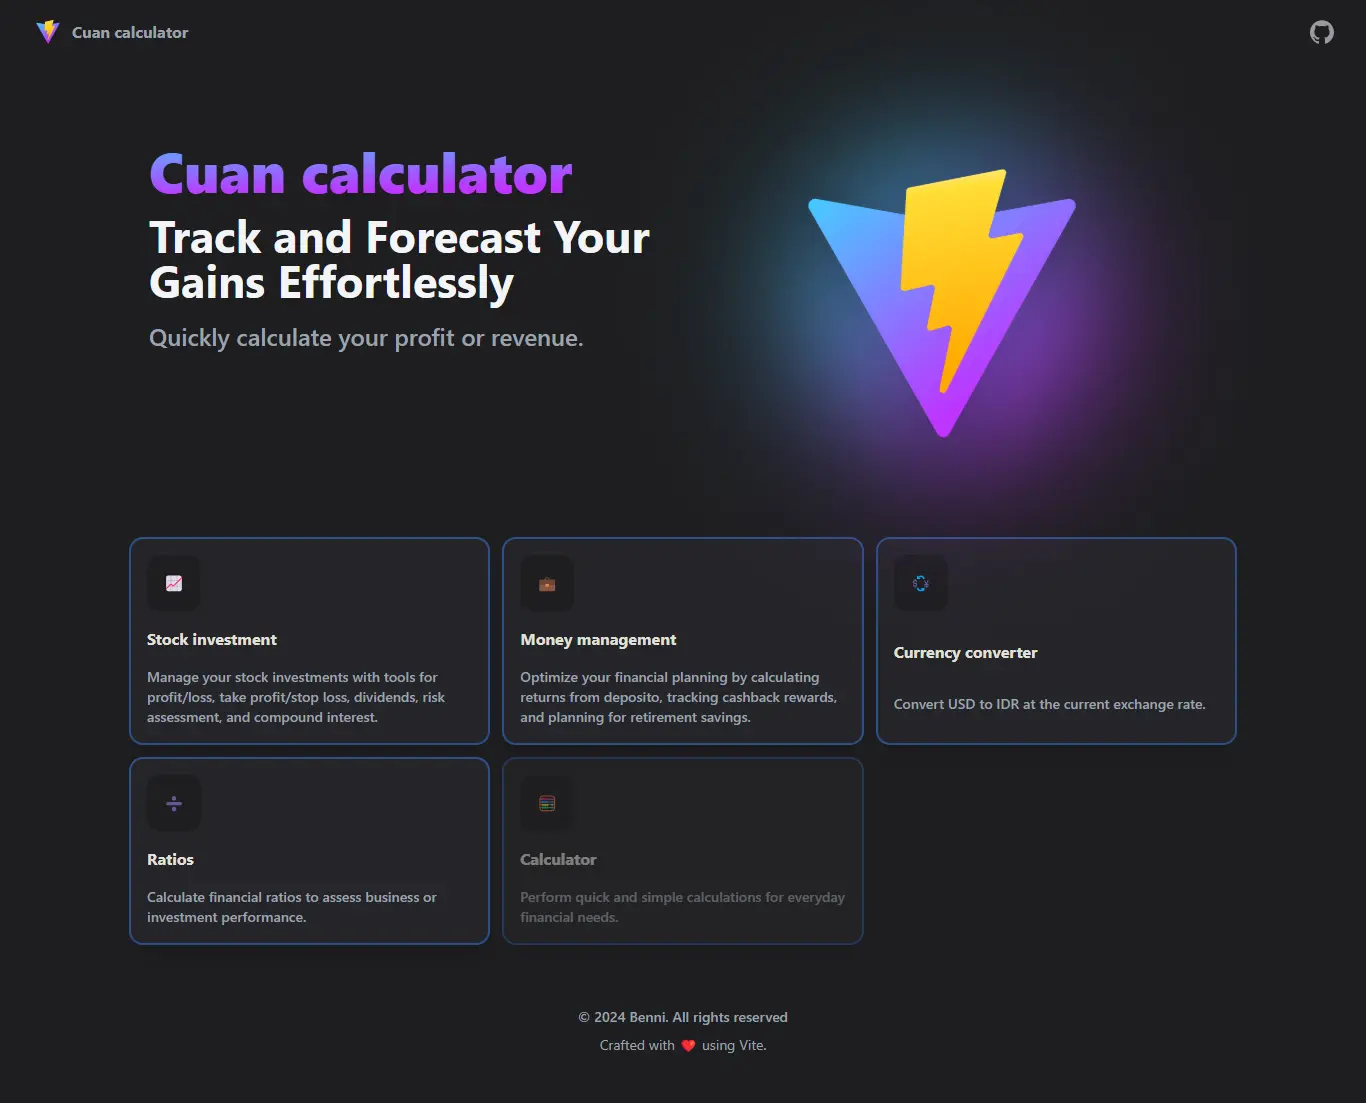 Cuan calculator
Cuan calculator
Track and Forecast Your
Gains Effortlessly
Quickly calculate your profit or revenue.
Stock investment
Manage your stock investments with tools for
profit/loss, take profit/stop loss, dividends, risk
assessment, and compound interest.
Money management
Optimize your financial planning by calculating
returns from deposito, tracking cashback rewards,
and planning for retirement savings.
Currency converter
Convert USD to IDR at the current exchange rate.
Ratios
Calculate financial ratios to assess business or
investment performance.
Calculator
Perform quick and simple calculations for everyday
financial needs.
© 2024 Benni. All rights reserved
Crafted with ❤️ using Vite.